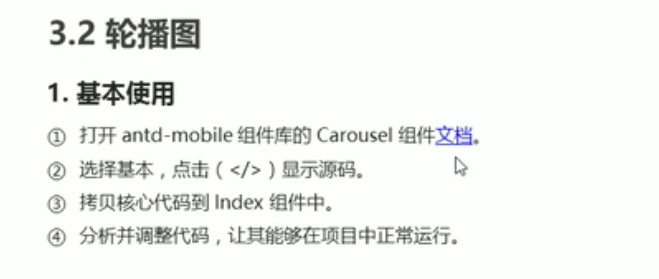 3.2 轮播图
1. 基本使用
① 打开 antd-mobile 组件库的 Carousel 组件文档。
② 选择基本，点击（</>）显示源码。
③ 拷贝核心代码到 Index 组件中。
④ 分析并调整代码，让其能够在项目中正常运行。